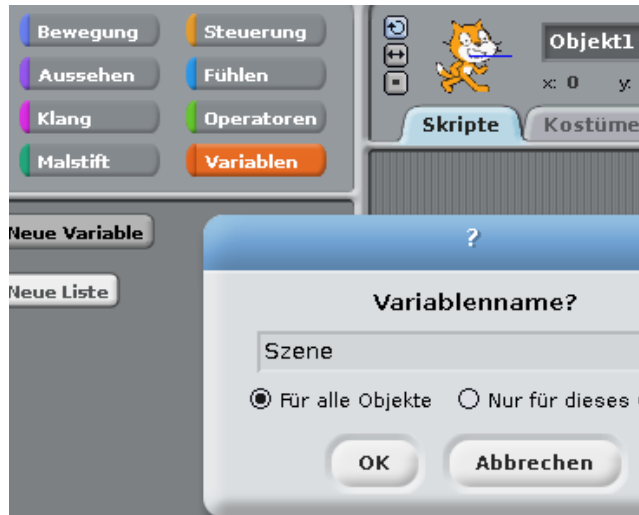 Bewegung Steuerung
Aussehen Fühlen
Klang Operatoren
Malstift Variablen
Objekt1
x: 0 y:
Skripte Kostüme
Neue Variable
Neue Liste
?
Variablenname?
Szene
Für alle Objekte Nur für dieses
OK Abbrechen